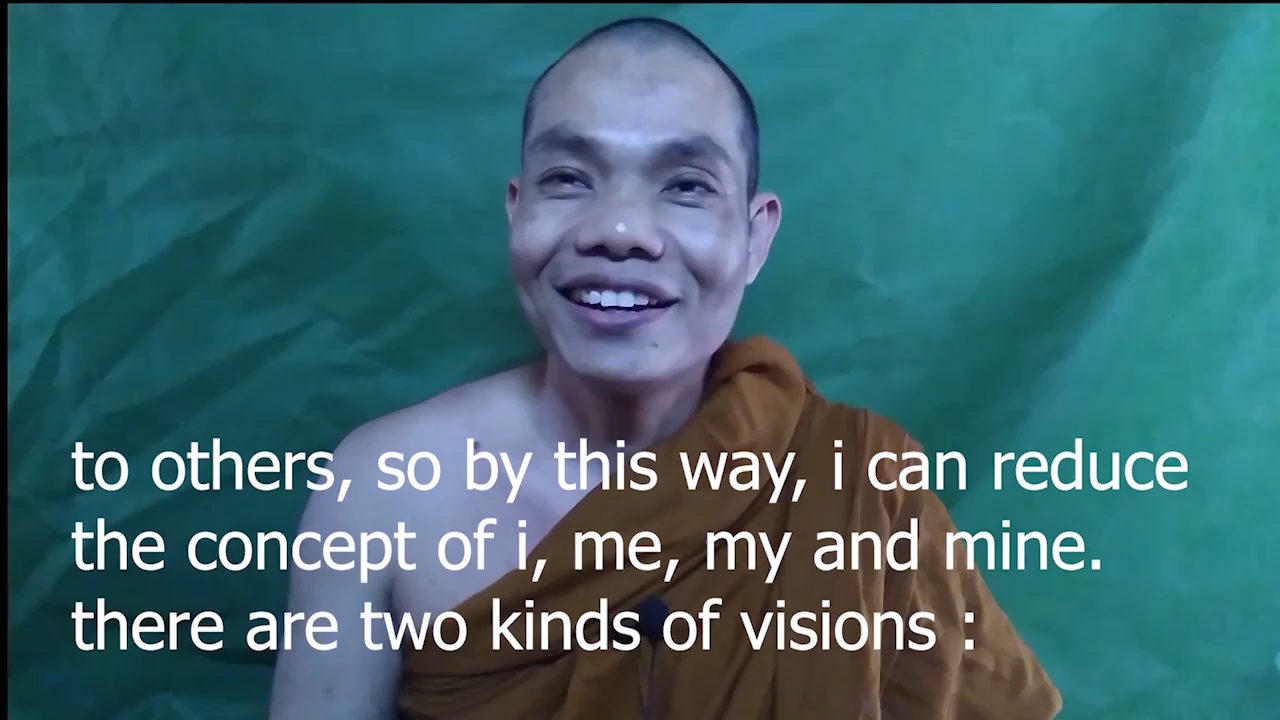 to others, so by this way, i can reduce
the concept of i, me, my and mine.
there are two kinds of visions :